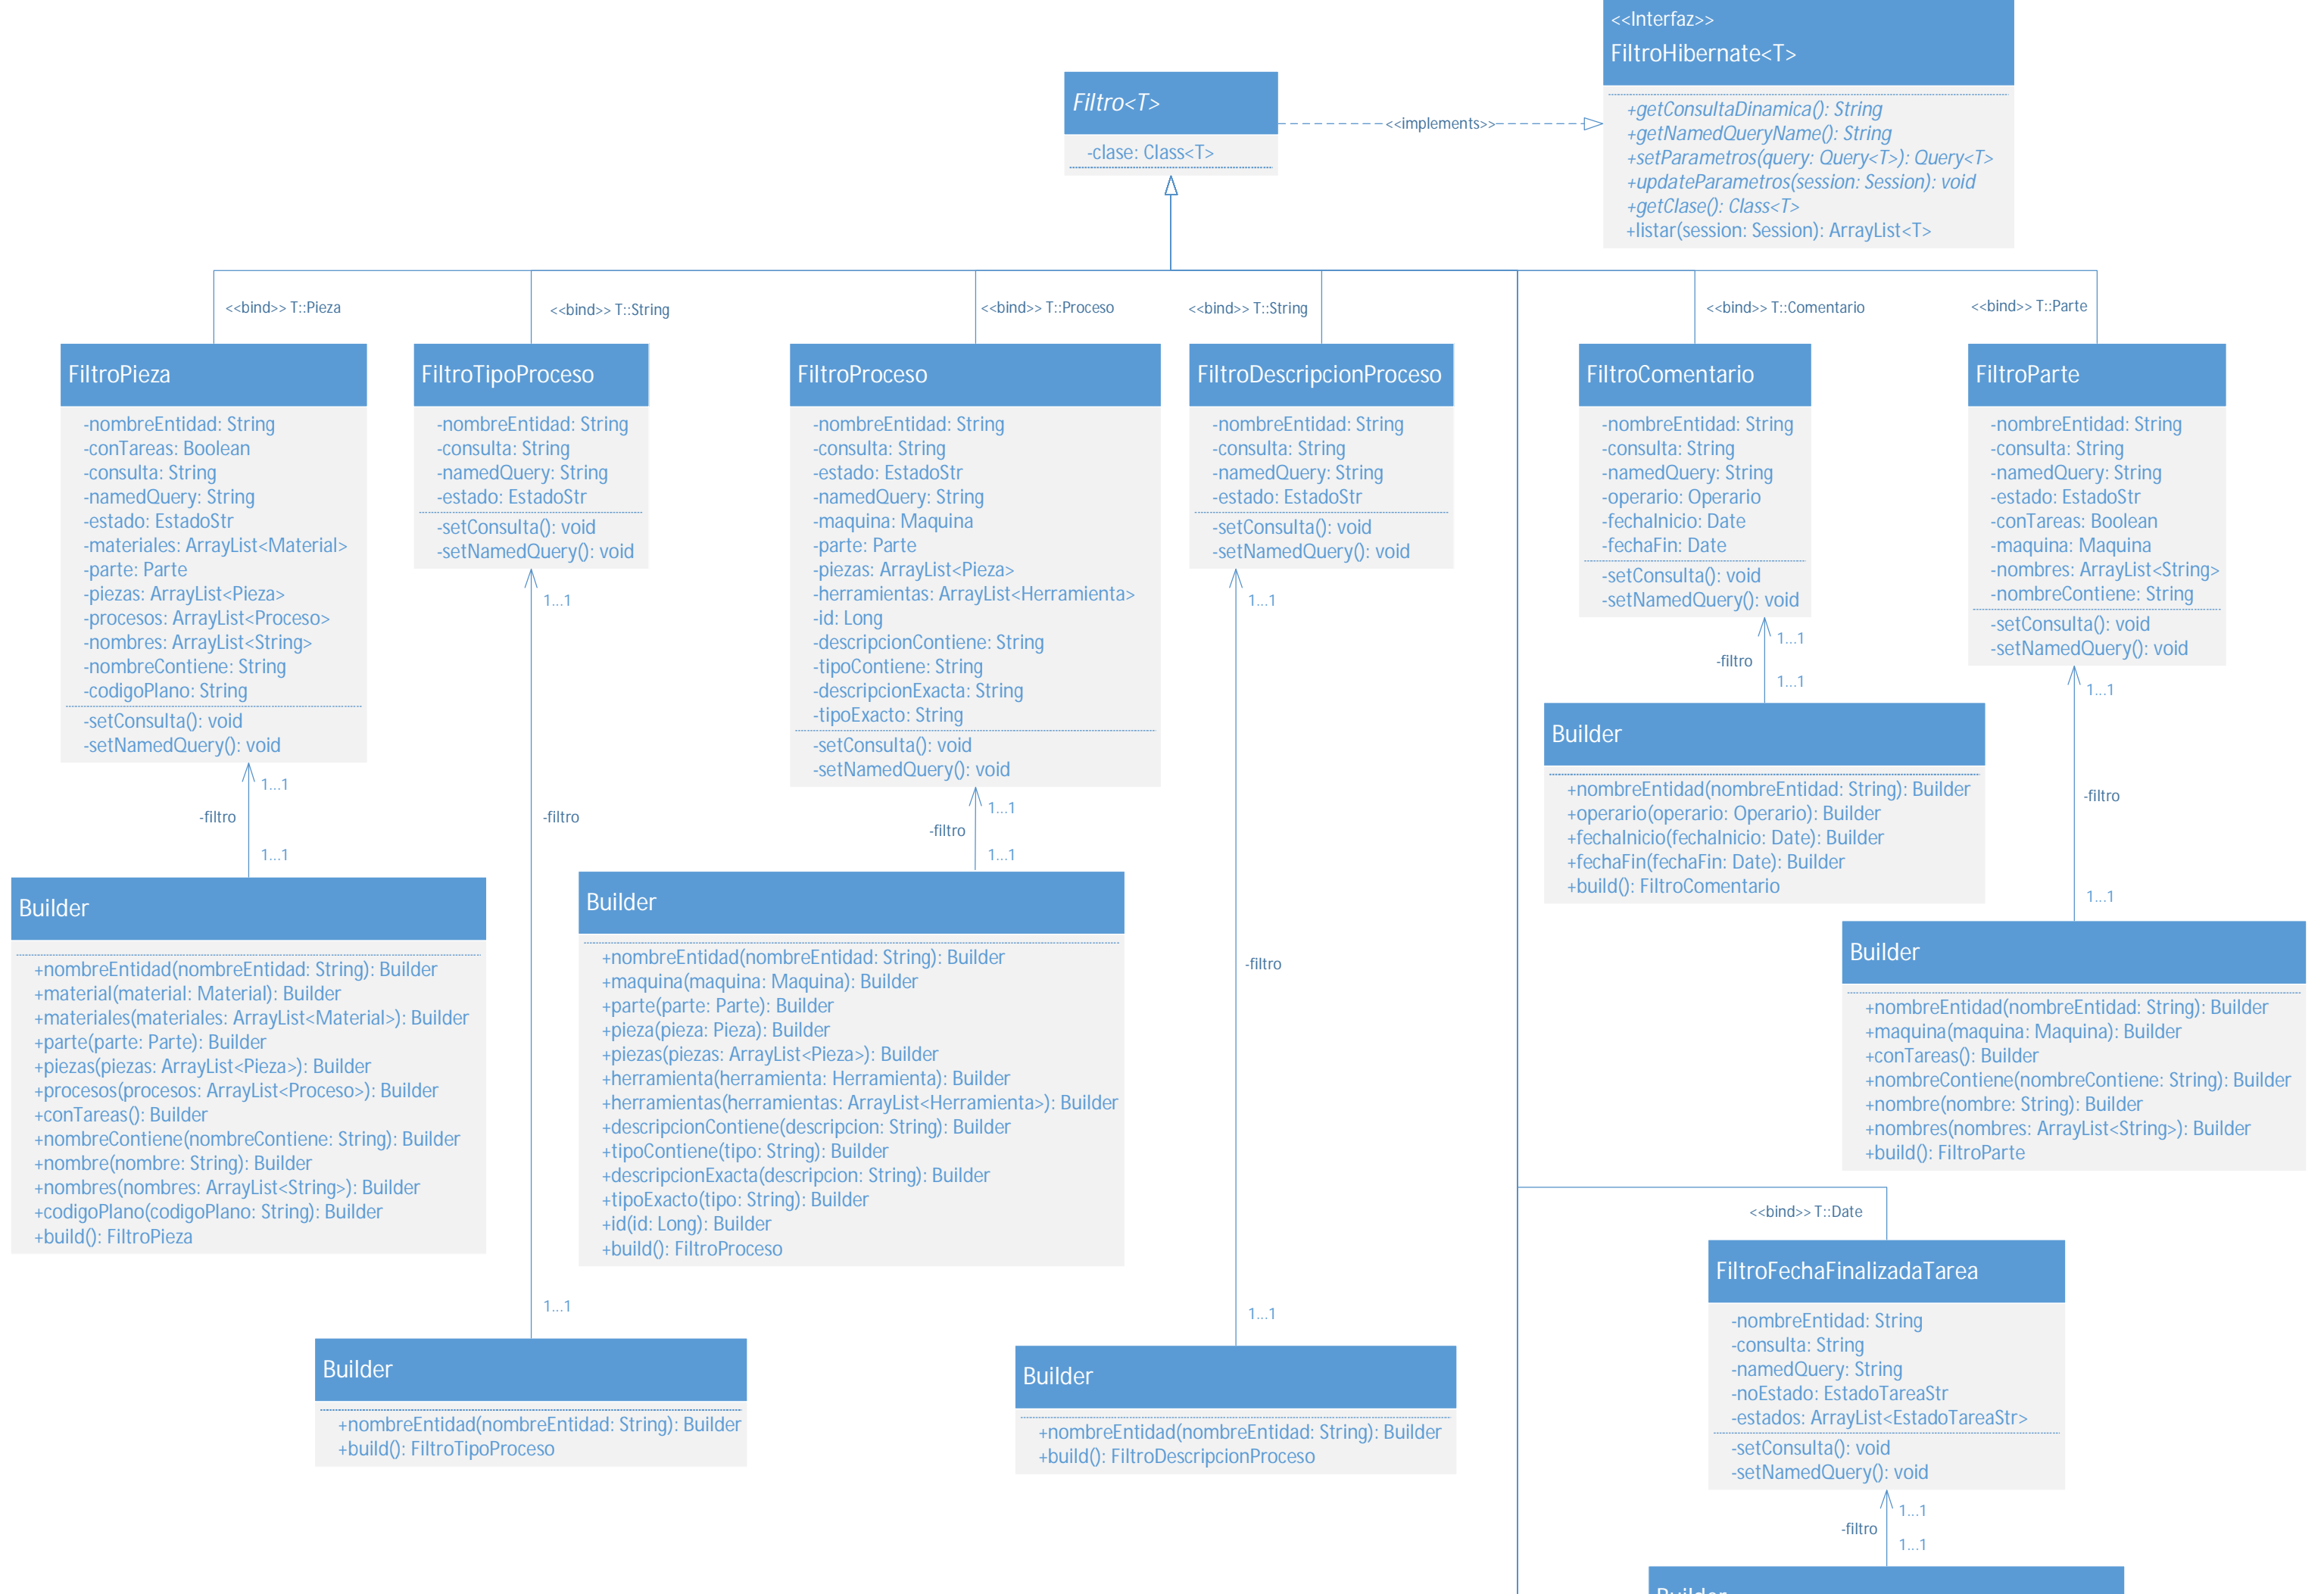 <<Interfaz>>
FiltroHibernate<T>
+getConsultaDinamica(): String
+getNamedQueryName(): String
+setParametros(query: Query<T>): Query<T>
+updateParametros(session: Session): void
+getClase(): Class<T>
+listar(session: Session): ArrayList<T>
Filtro<T>
-clase: Class<T>
<<implements>>
<<bind>> T::Pieza
<<bind>> T::String
<<bind>> T::Proceso
<<bind>> T::String
<<bind>> T::Comentario
<<bind>> T::Parte
FiltroPieza
-nombreEntidad: String
-conTareas: Boolean
-consulta: String
-namedQuery: String
-estado: EstadoStr
-materiales: ArrayList<Material>
-parte: Parte
-piezas: ArrayList<Pieza>
-procesos: ArrayList<Proceso>
-nombres: ArrayList<String>
-nombreContiene: String
-codigoPlano: String
-setConsulta(): void
-setNamedQuery(): void
1...1
-filtro
1...1
Builder
+nombreEntidad(nombreEntidad: String): Builder
+material(material: Material): Builder
+materiales(materiales: ArrayList<Material>): Builder
+parte(parte: Parte): Builder
+piezas(piezas: ArrayList<Pieza>): Builder
+procesos(procesos: ArrayList<Proceso>): Builder
+conTareas(): Builder
+nombreContiene(nombreContiene: String): Builder
+nombre(nombre: String): Builder
+nombres(nombres: ArrayList<String>): Builder
+codigoPlano(codigoPlano: String): Builder
+build(): FiltroPieza
FiltroTipoProceso
-nombreEntidad: String
-consulta: String
-namedQuery: String
-estado: EstadoStr
-setConsulta(): void
-setNamedQuery(): void
1...1
-filtro
1...1
Builder
+nombreEntidad(nombreEntidad: String): Builder
+build(): FiltroTipoProceso
FiltroProceso
-nombreEntidad: String
-consulta: String
-estado: EstadoStr
-namedQuery: String
-maquina: Maquina
-parte: Parte
-piezas: ArrayList<Pieza>
-herramientas: ArrayList<Herramienta>
-id: Long
-descripcionContiene: String
-tipoContiene: String
-descripcionExacta: String
-tipoExacto: String
-setConsulta(): void
-setNamedQuery(): void
1...1
-filtro
1...1
Builder
+nombreEntidad(nombreEntidad: String): Builder
+maquina(maquina: Maquina): Builder
+parte(parte: Parte): Builder
+pieza(pieza: Pieza): Builder
+piezas(piezas: ArrayList<Pieza>): Builder
+herramienta(herramienta: Herramienta): Builder
+herramientas(herramientas: ArrayList<Herramienta>): Builder
+descripcionContiene(descripcion: String): Builder
+tipoContiene(tipo: String): Builder
+descripcionExacta(descripcion: String): Builder
+tipoExacto(tipo: String): Builder
+id(id: Long): Builder
+build(): FiltroProceso
FiltroDescripcionProceso
-nombreEntidad: String
-consulta: String
-namedQuery: String
-estado: EstadoStr
-setConsulta(): void
-setNamedQuery(): void
1...1
-filtro
1...1
Builder
+nombreEntidad(nombreEntidad: String): Builder
+build(): FiltroDescripcionProceso
FiltroComentario
-nombreEntidad: String
-consulta: String
-namedQuery: String
-operario: Operario
-fechaInicio: Date
-fechaFin: Date
-setConsulta(): void
-setNamedQuery(): void
1...1
-filtro
1...1
Builder
+nombreEntidad(nombreEntidad: String): Builder
+operario(operario: Operario): Builder
+fechaInicio(fechaInicio: Date): Builder
+fechaFin(fechaFin: Date): Builder
+build(): FiltroComentario
FiltroParte
-nombreEntidad: String
-consulta: String
-namedQuery: String
-estado: EstadoStr
-conTareas: Boolean
-maquina: Maquina
-nombres: ArrayList<String>
-nombreContiene: String
-setConsulta(): void
-setNamedQuery(): void
1...1
-filtro
1...1
Builder
+nombreEntidad(nombreEntidad: String): Builder
+maquina(maquina: Maquina): Builder
+conTareas(): Builder
+nombreContiene(nombreContiene: String): Builder
+nombre(nombre: String): Builder
+nombres(nombres: ArrayList<String>): Builder
+build(): FiltroParte
<<bind>> T::Date
FiltroFechaFinalizadaTarea
-nombreEntidad: String
-consulta: String
-namedQuery: String
-noEstado: EstadoTareaStr
-estados: ArrayList<EstadoTareaStr>
-setConsulta(): void
-setNamedQuery(): void
1...1
-filtro
1...1
Builder